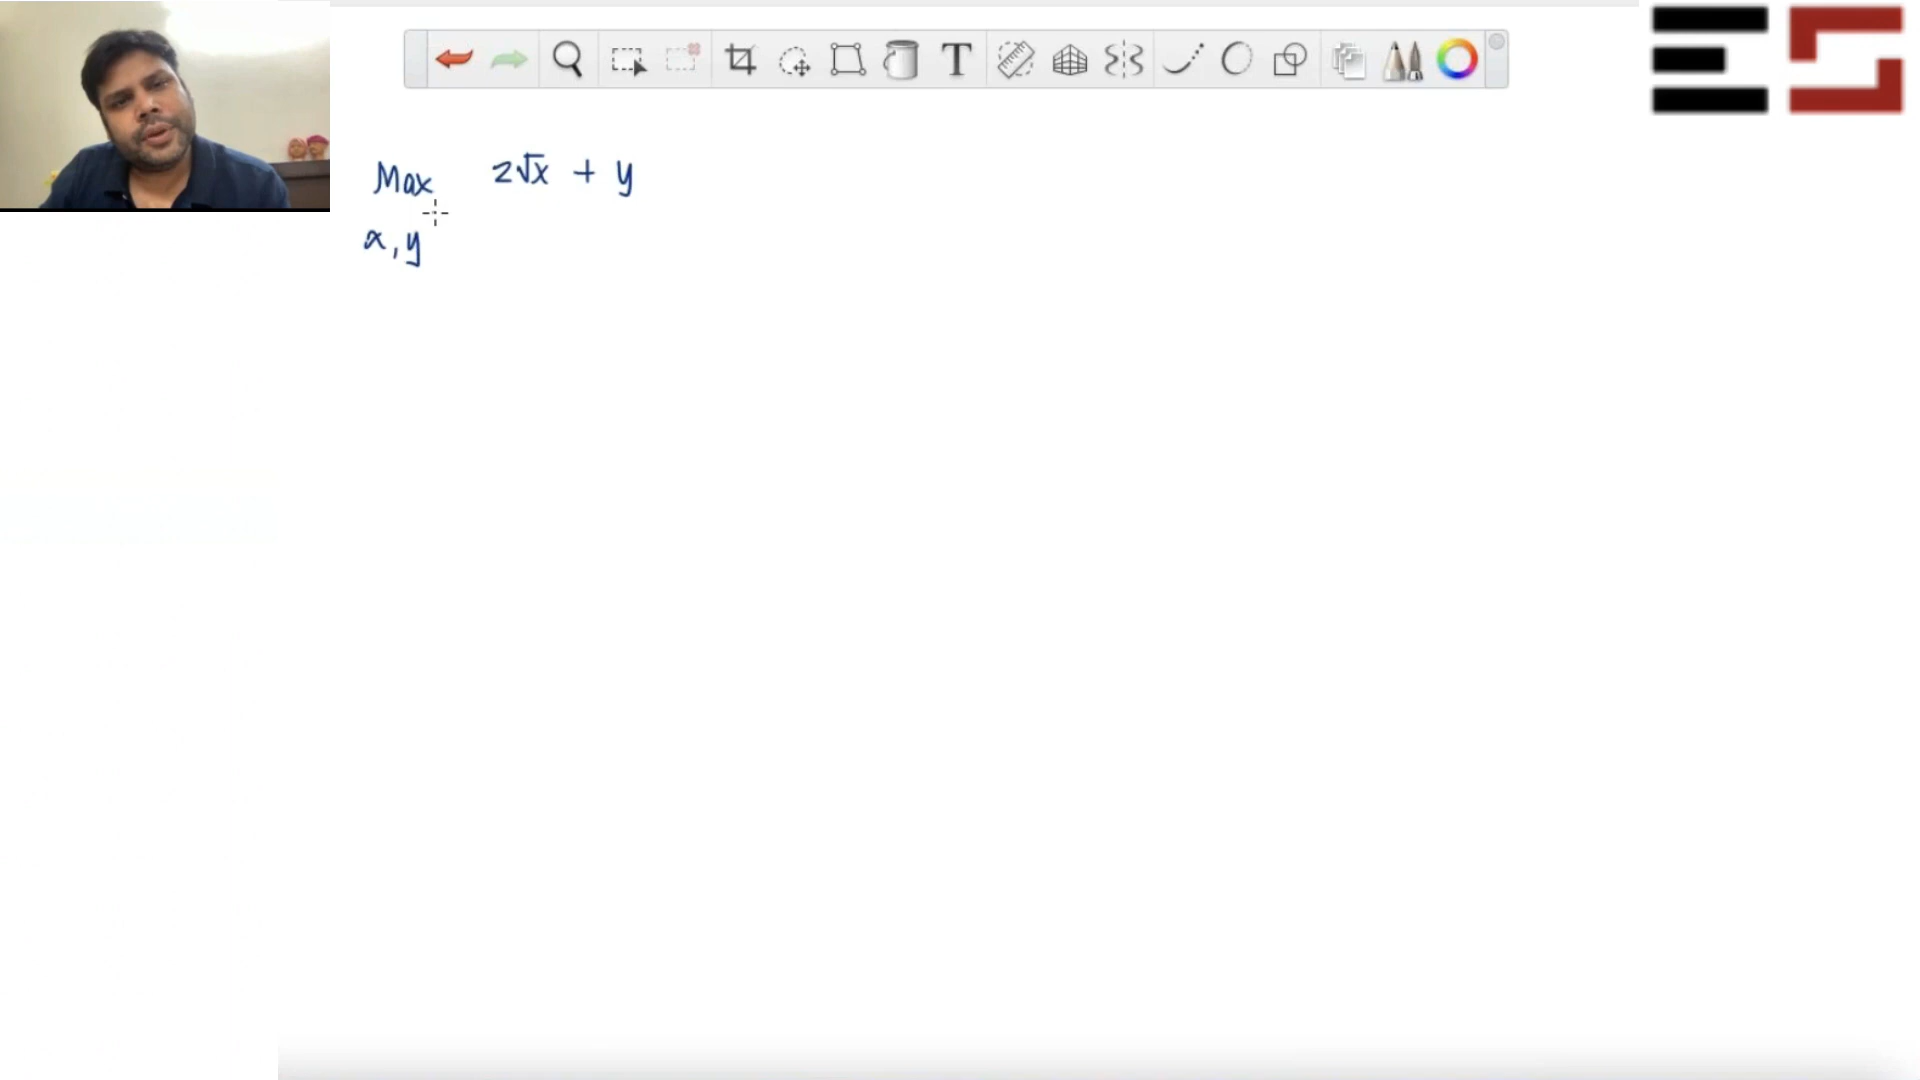 Max 2√x + y
x, y